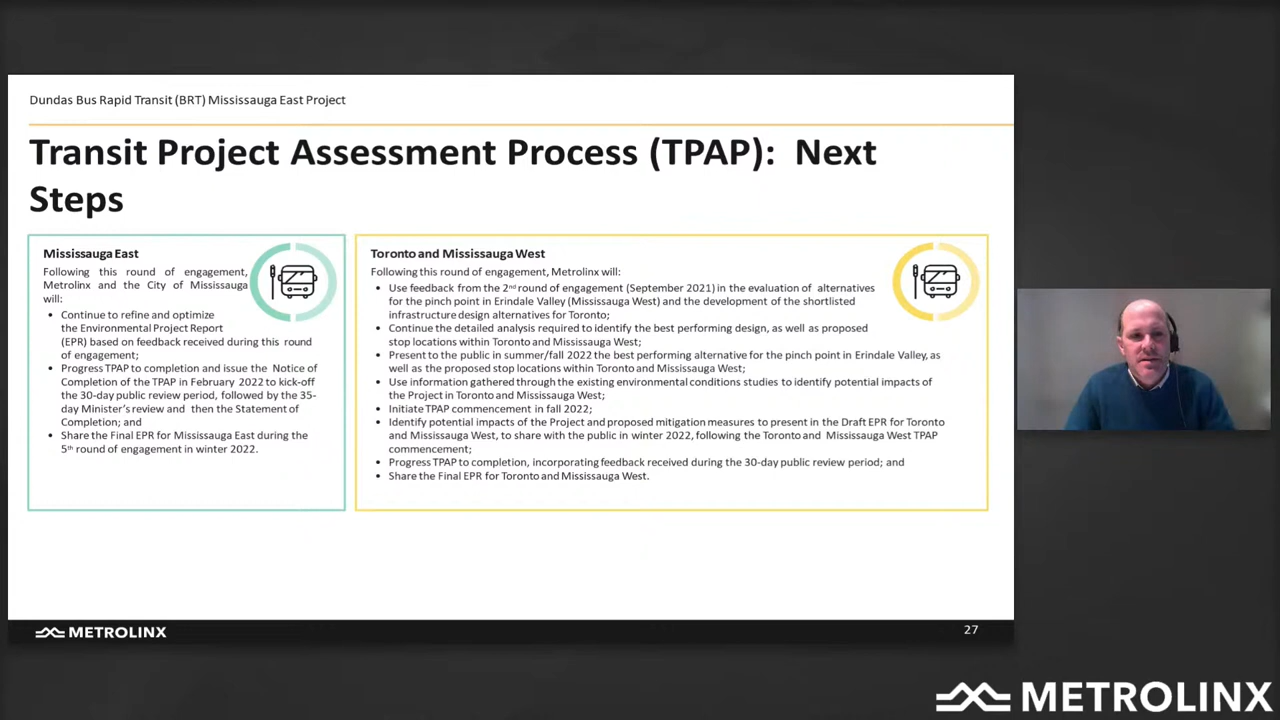 Dundas Bus Rapid Transit (BRT) Mississauga East Project
Transit Project Assessment Process (TPAP): Next
Steps
Mississauga East
Following this round of engagement,
Metrolinx and the City of Mississauga
will:
• Continue to refine and optimize
the Environmental Project Report
(EPR) based on feedback received during this round
of engagement;
• Progress TPAP to completion and issue the Notice of
Completion of the TPAP in February 2022 to kick-off
the 30-day public review period, followed by the 35-
day Minister's review and then the Statement of
Completion; and
• Share the Final EPR for Mississauga East during the
5th round of engagement in winter 2022.
Toronto and Mississauga West
Following this round of engagement, Metrolinx will:
• Use feedback from the 2nd round of engagement (September 2021) in the evaluation of alternatives
for the pinch point in Erindale Valley (Mississauga West) and the development of the shortlisted
infrastructure design alternatives for Toronto;
• Continue the detailed analysis required to identify the best performing design, as well as proposed
stop locations within Toronto and Mississauga West;
• Present to the public in summer/fall 2022 the best performing alternative for the pinch point in Erindale Valley, as
well as the proposed stop locations within Toronto and Mississauga West;
• Use information gathered through the existing environmental conditions studies to identify potential impacts of
the Project in Toronto and Mississauga West;
• Initiate TPAP commencement in fall 2022;
• Identify potential impacts of the Project and proposed mitigation measures to present in the Draft EPR for Toronto
and Mississauga West, to share with the public in winter 2022, following the Toronto and Mississauga West TPAP
commencement;
• Progress TPAP to completion, incorporating feedback received during the 30-day public review period; and
• Share the Final EPR for Toronto and Mississauga West.
METROLINX
27
METROLINX